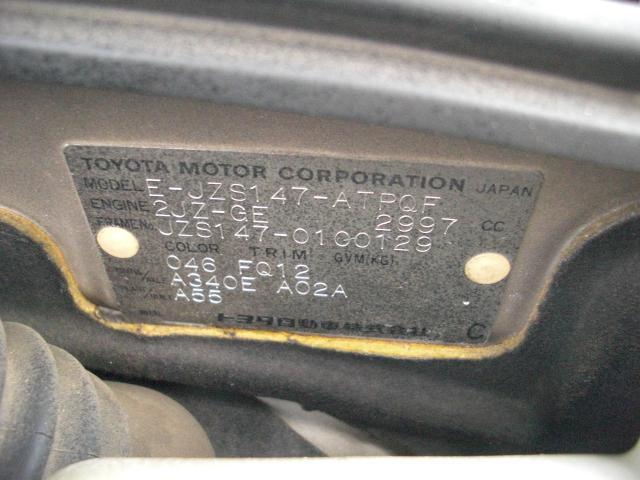 TOYOTA MOTOR CORPORATION JAPAN
MODEL E-JZS147-ATPQF
ENGINE 2JZ-GE 2997 CC
FRAME No. JZS147-0100129
COLOR TRIM GVM(KG)
046 FQ12
A340E A02A
A55
トヨタ自動車株式会社 C